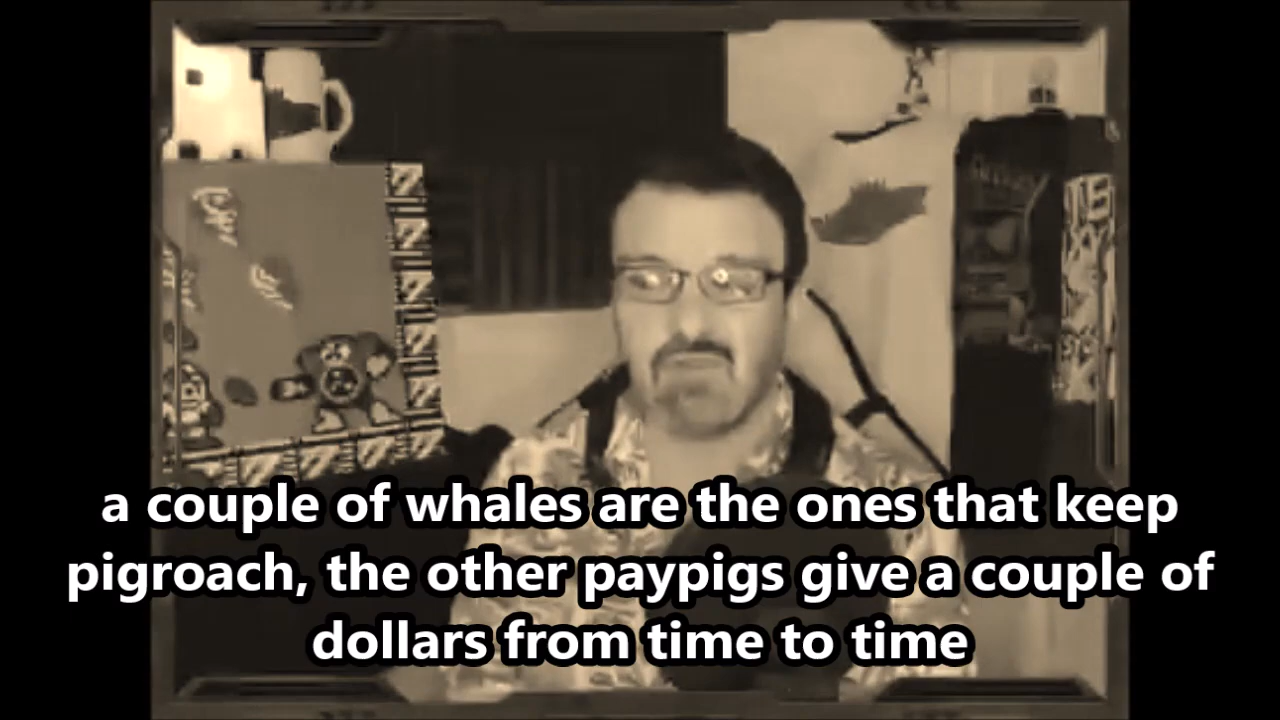 a couple of whales are the ones that keep
pigroach, the other paypigs give a couple of
dollars from time to time